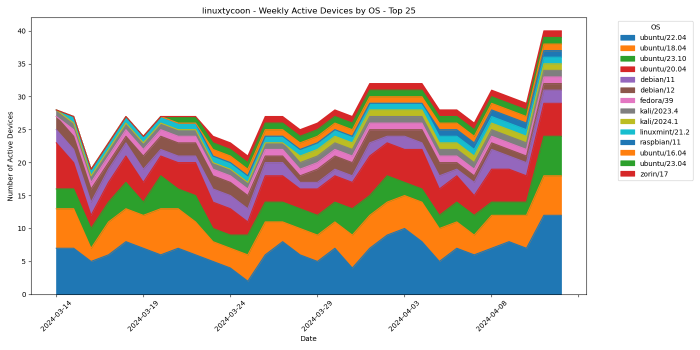 linuxtycoon - Weekly Active Devices by OS - Top 25
Number of Active Devices
40
35
30
25
20
15
10
5
0
2024-03-14
2024-03-19
2024-03-24
2024-03-29
2024-04-03
2024-04-08
Date
OS
ubuntu/22.04
ubuntu/18.04
ubuntu/23.10
ubuntu/20.04
debian/11
debian/12
fedora/39
kali/2023.4
kali/2024.1
linuxmint/21.2
raspbian/11
ubuntu/16.04
ubuntu/23.04
zorin/17